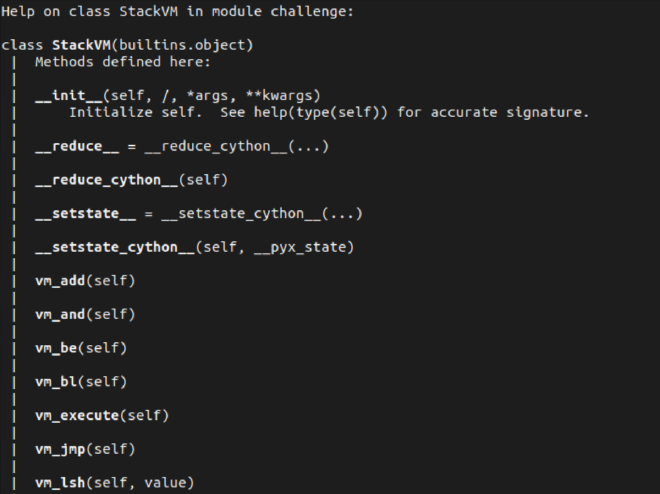 Help on class StackVM in module challenge:

class StackVM(builtins.object)
 |  Methods defined here:
 |
 |  __init__(self, /, *args, **kwargs)
 |      Initialize self.  See help(type(self)) for accurate signature.
 |
 |  __reduce__ = __reduce_cython__(...)
 |
 |  __reduce_cython__(self)
 |
 |  __setstate__ = __setstate_cython__(...)
 |
 |  __setstate_cython__(self, __pyx_state)
 |
 |  vm_add(self)
 |
 |  vm_and(self)
 |
 |  vm_be(self)
 |
 |  vm_bl(self)
 |
 |  vm_execute(self)
 |
 |  vm_jmp(self)
 |
 |  vm_lsh(self, value)